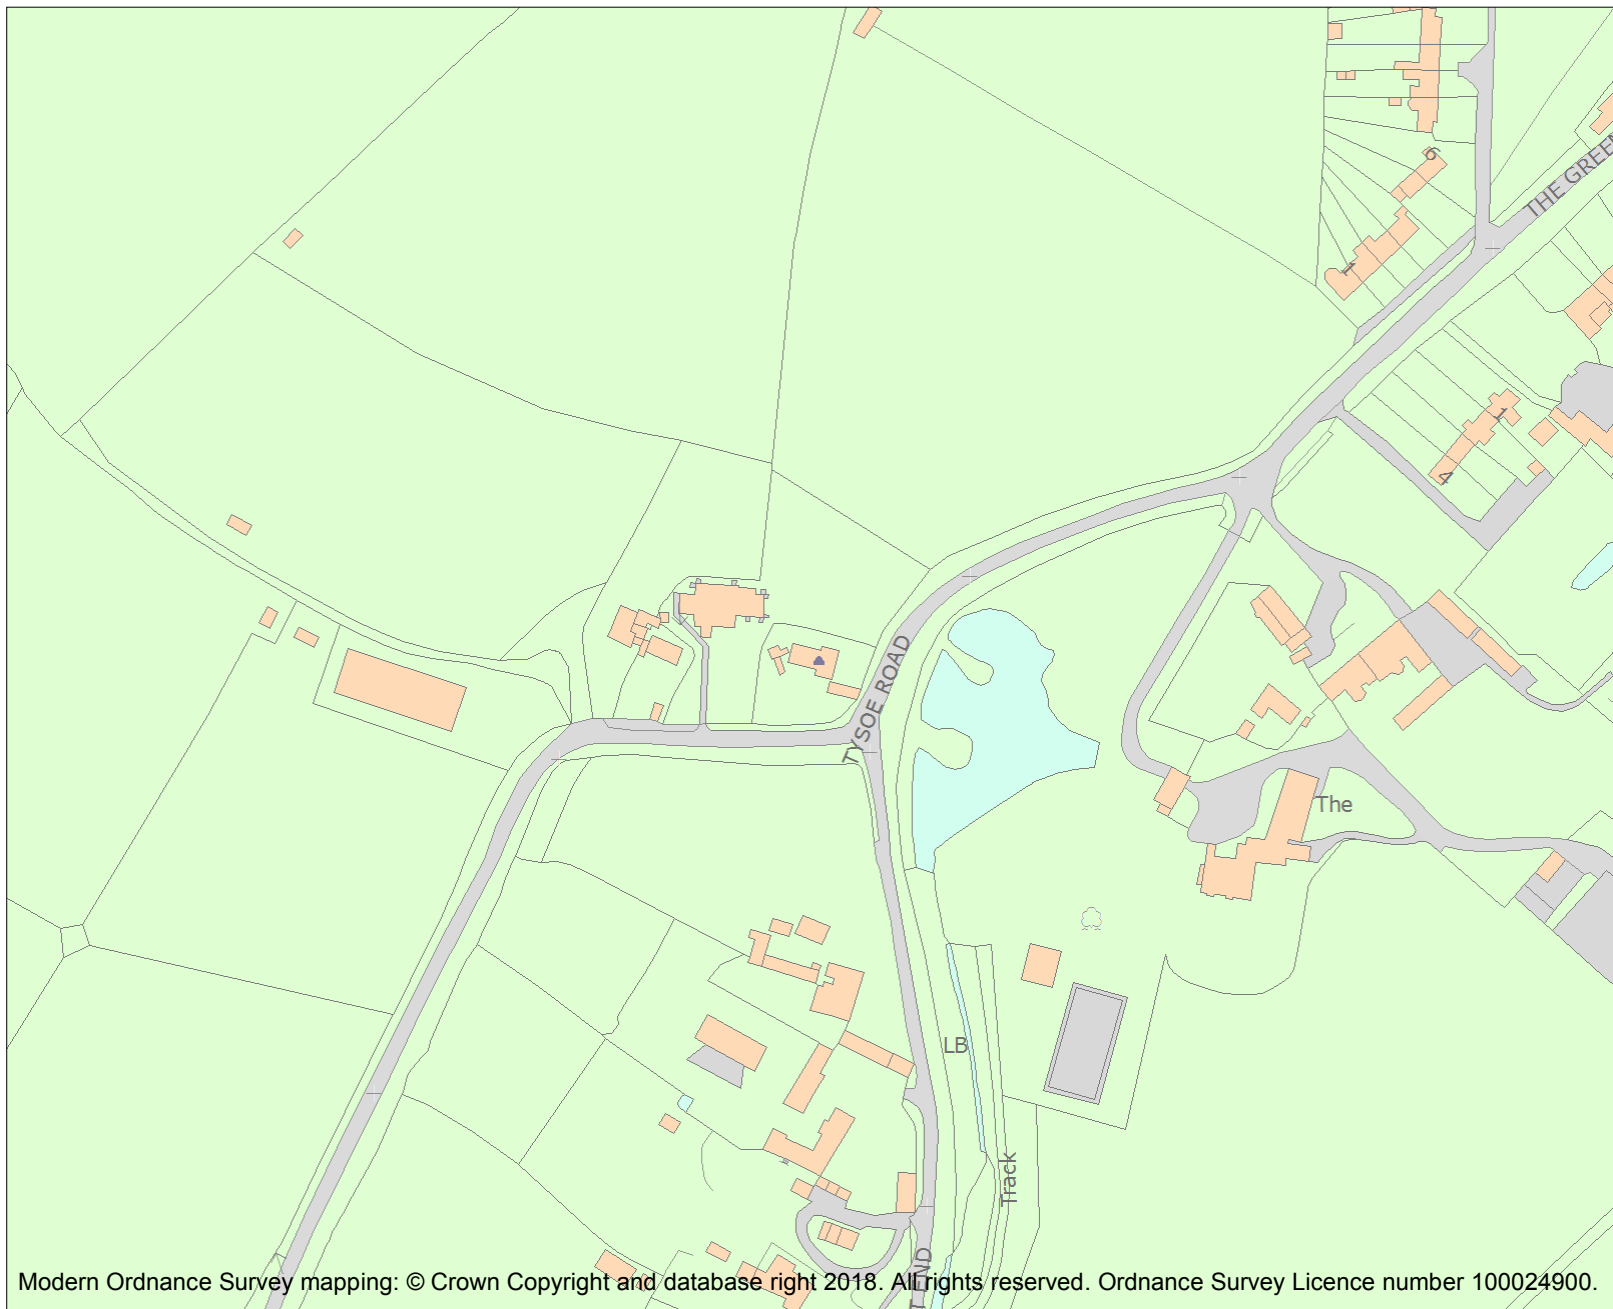 6
THE GREEN
1
1
4
TYSOE ROAD
The
LB
Track
T END
Modern Ordnance Survey mapping: © Crown Copyright and database right 2018. All rights reserved. Ordnance Survey Licence number 100024900.